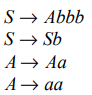 S → Abbb
S → Sb
A → Aa
A → aa